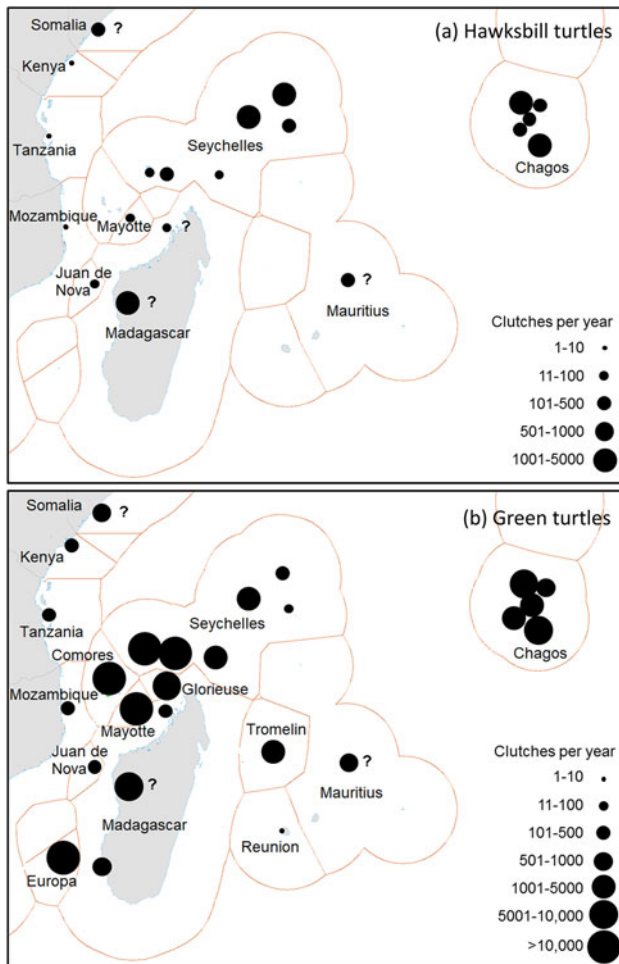 (a) Hawksbill turtles
Somalia
?
Kenya
Seychelles
Tanzania
Chagos
Mozambique
Mayotte
?
Juan de
Nova
?
?
Mauritius
Madagascar
Clutches per year
1-10
11-100
101-500
501-1000
1001-5000
(b) Green turtles
Somalia
?
Kenya
Seychelles
Tanzania
Chagos
Comores
Glorieuse
Mozambique
Mayotte
Tromelin
Juan de
Nova
?
?
Mauritius
Madagascar
Reunion
Europa
Clutches per year
1-10
11-100
101-500
501-1000
1001-5000
5001-10,000
>10,000